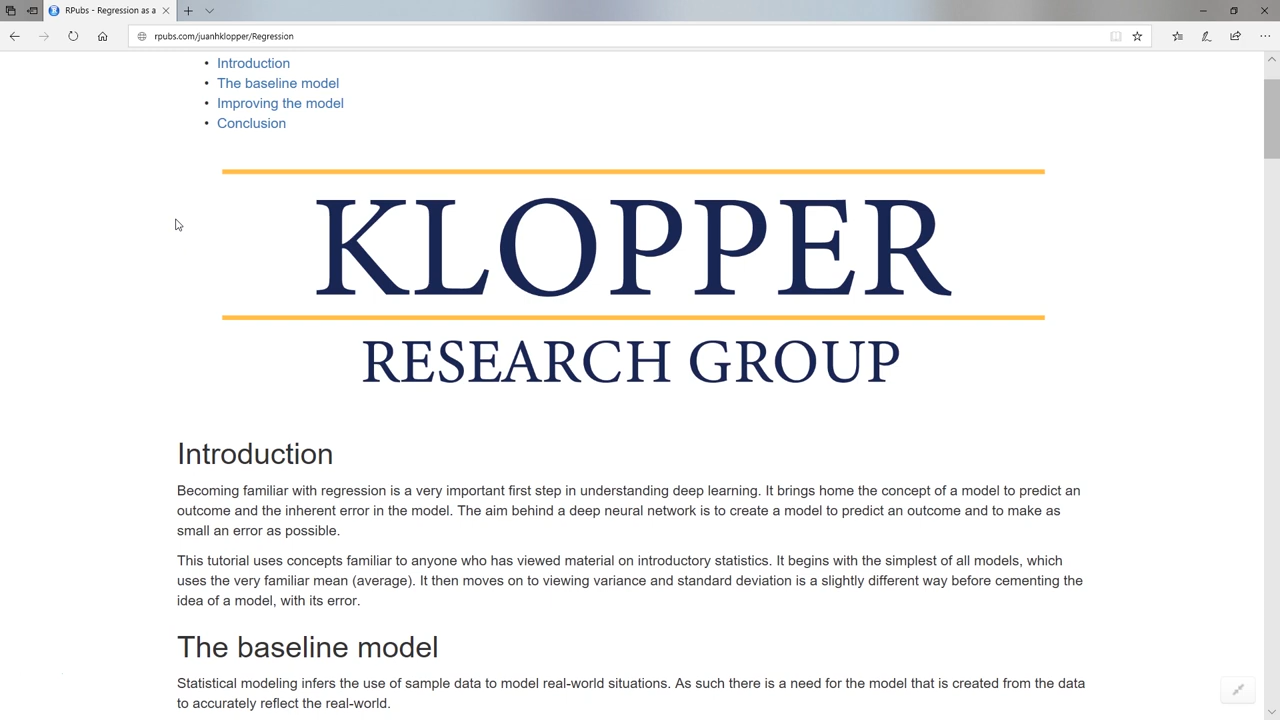 RPubs - Regression as a
rpubs.com/juanhklopper/Regression
• Introduction
• The baseline model
• Improving the model
• Conclusion
KLOPPER
RESEARCH GROUP
Introduction
Becoming familiar with regression is a very important first step in understanding deep learning. It brings home the concept of a model to predict an
outcome and the inherent error in the model. The aim behind a deep neural network is to create a model to predict an outcome and to make as
small an error as possible.
This tutorial uses concepts familiar to anyone who has viewed material on introductory statistics. It begins with the simplest of all models, which
uses the very familiar mean (average). It then moves on to viewing variance and standard deviation is a slightly different way before cementing the
idea of a model, with its error.
The baseline model
Statistical modeling infers the use of sample data to model real-world situations. As such there is a need for the model that is created from the data
to accurately reflect the real-world.